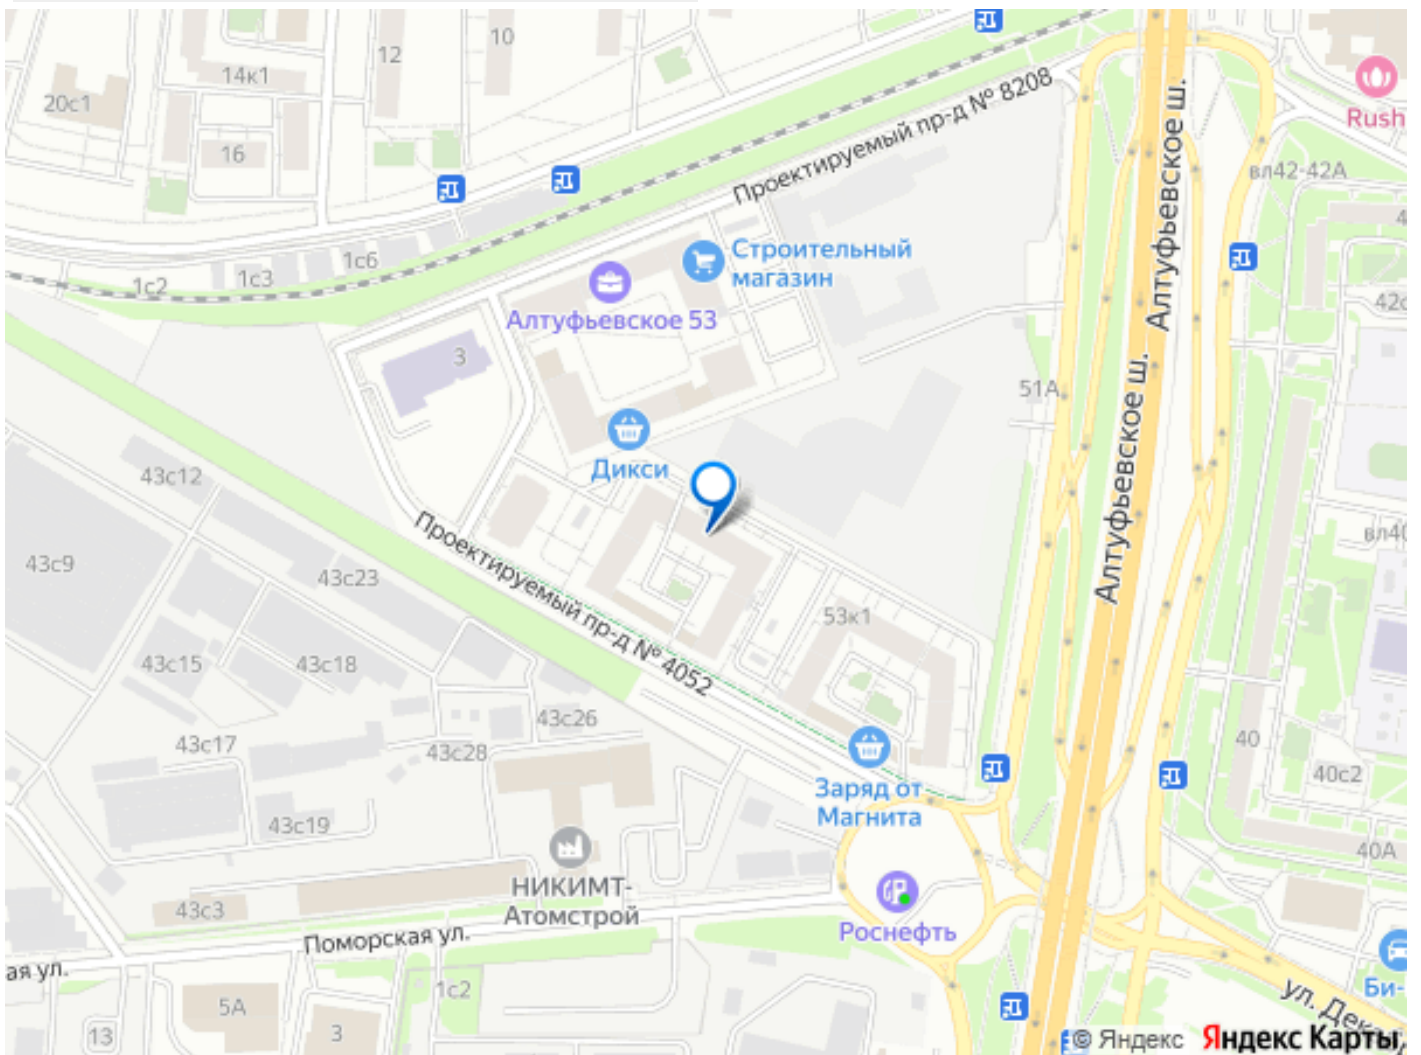 10
12
14к1
20с1
16
Проектируемый пр-д № 8208
Алтуфьевское ш.
Rush
вл42-42А
1с6
1с3
1с2
Строительный
магазин
Алтуфьевское 53
3
51А
Алтуфьевское ш.
Дикси
43с12
Проектируемый пр-д № 4052
43с9
43с23
53к1
43с15
43с18
43с26
43с17
43с28
40
40с2
Заряд от
Магнита
43с19
40А
НИКИМТ-
Атомстрой
43с3
Роснефть
Поморская ул.
ая ул.
1с2
5А
3
13
Би-
ул. Дека
© Яндекс
Яндекс Карты